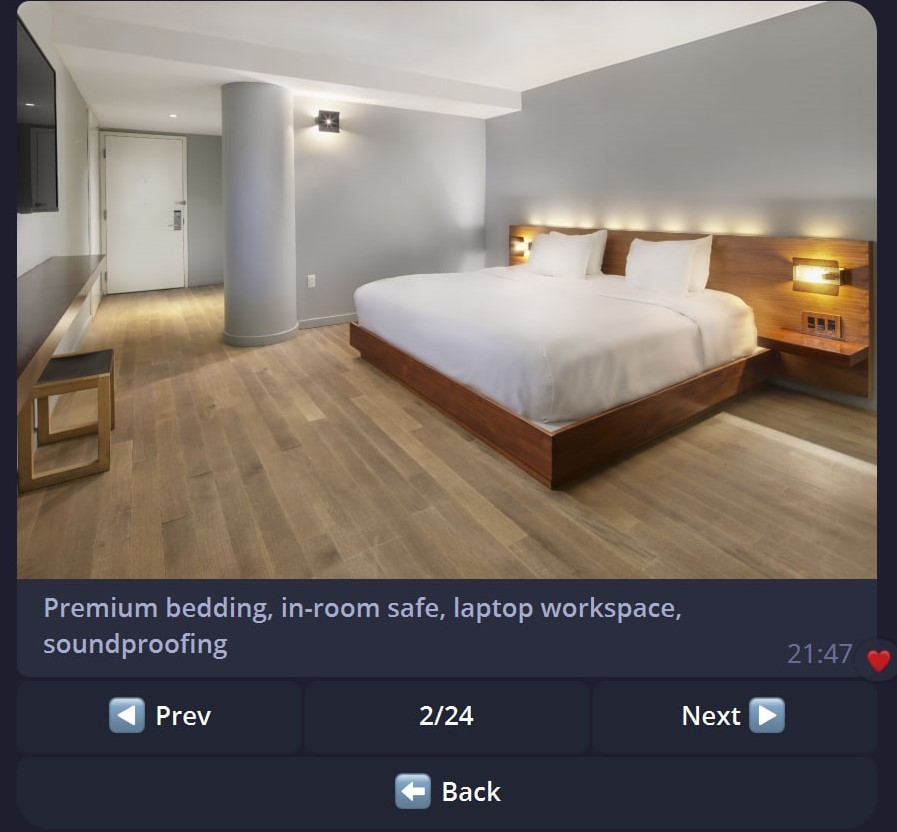 Premium bedding, in-room safe, laptop workspace,
soundproofing
21:47
Prev
2/24
Next
Back